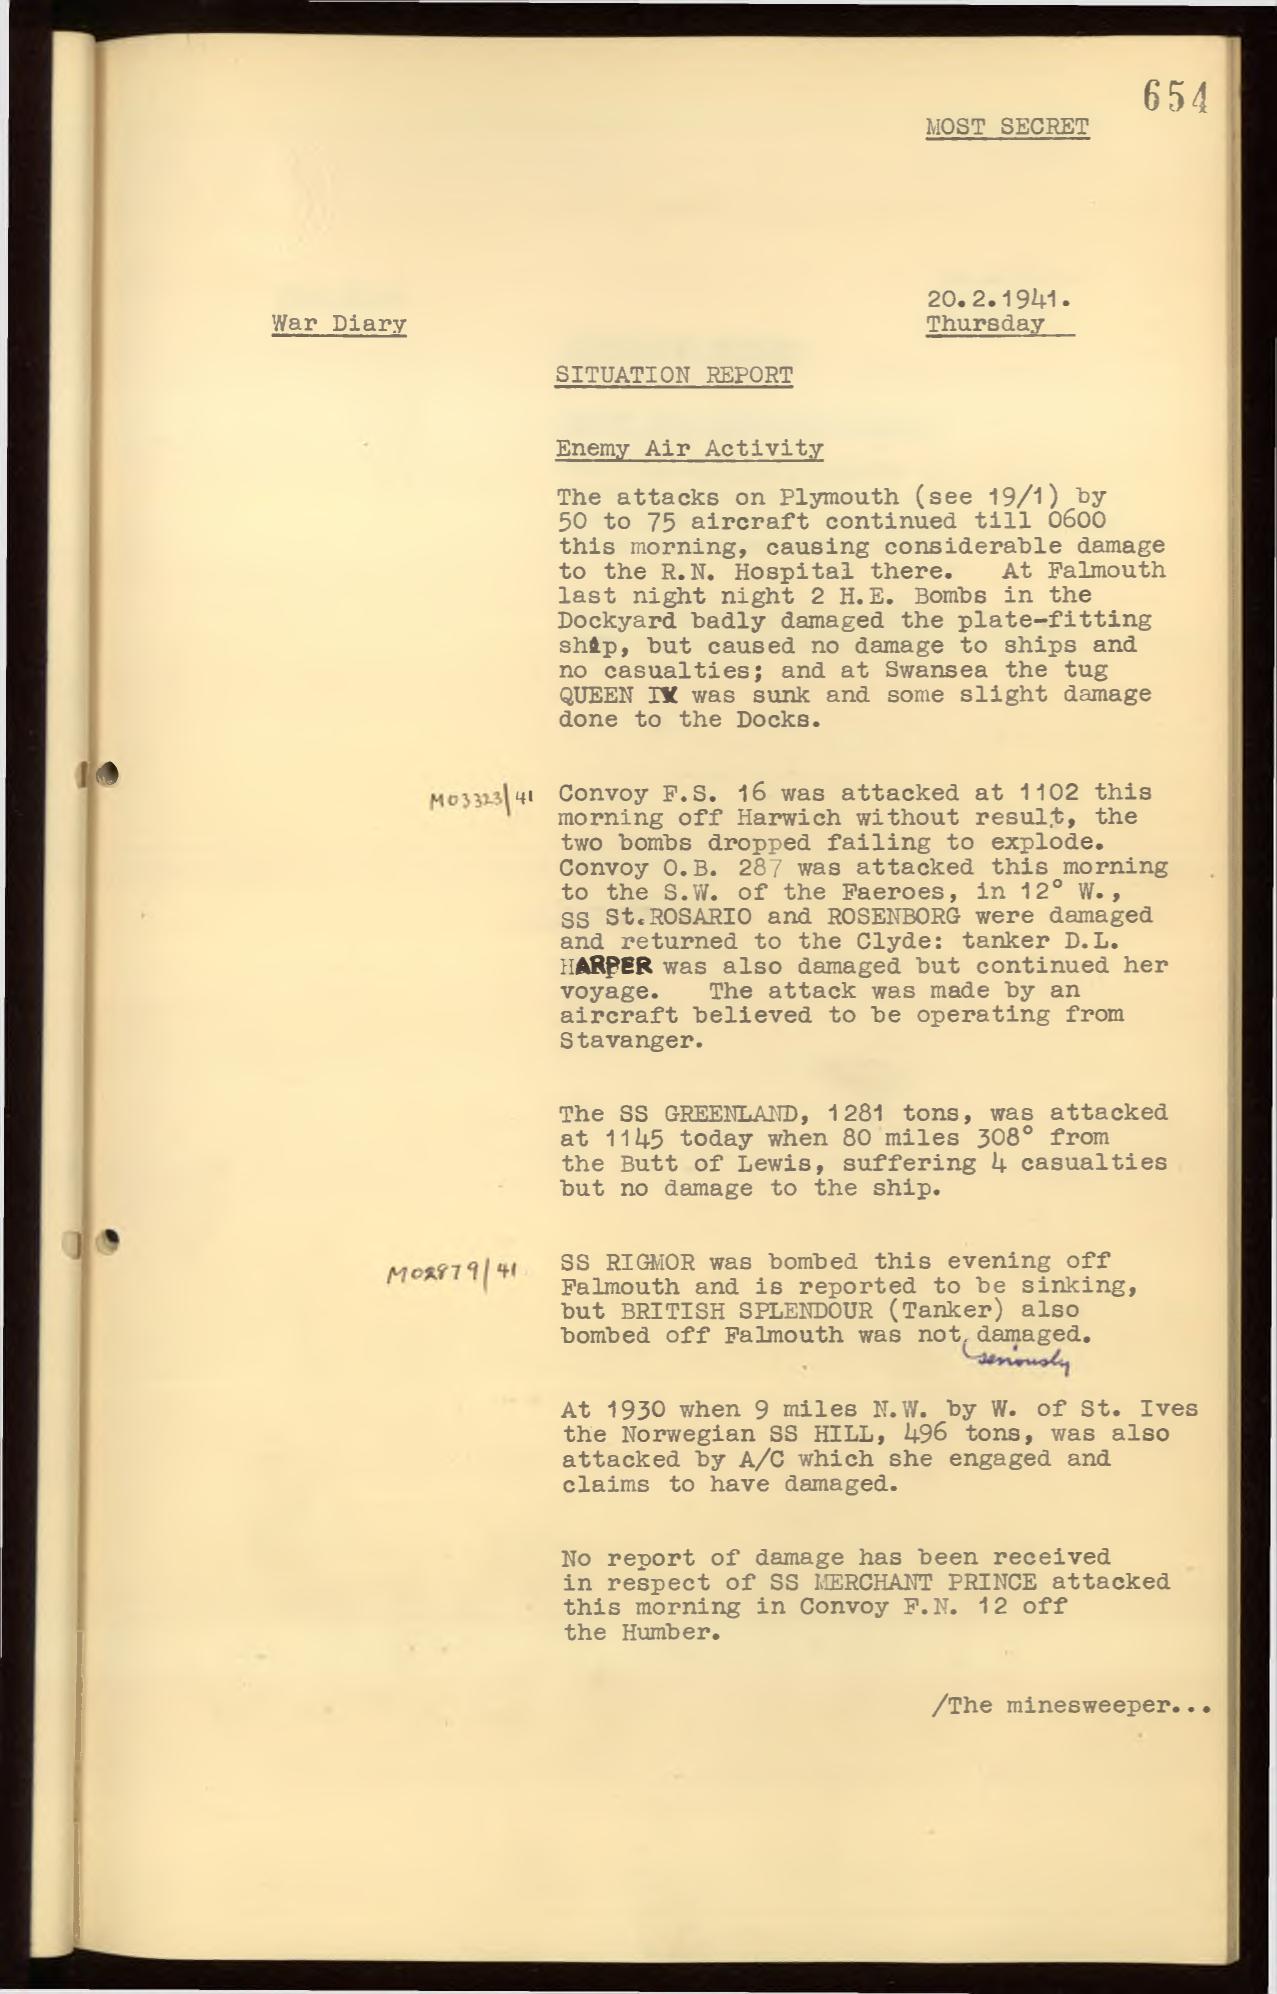 654
MOST SECRET
20.2.1941.
War Diary
Thursday
SITUATION REPORT
Enemy Air Activity
The attacks on Plymouth (see 19/1) by
50 to 75 aircraft continued till 0600
this morning, causing considerable damage
to the R.N. Hospital there. At Falmouth
last night night 2 H.E. Bombs in the
Dockyard badly damaged the plate-fitting
ship, but caused no damage to ships and
no casualties; and at Swansea the tug
QUEEN was sunk and some slight damage
done to the Docks.
M03323/41
Convoy F.S. 16 was attacked at 1102 this
morning off Harwich without result, the
two bombs dropped failing to explode.
Convoy O.B. 287 was attacked this morning
to the S.W. of the Faeroes, in 12° W.,
SS St.ROSARIO and ROSENBORG were damaged
and returned to the Clyde: tanker D.L.
HARPER was also damaged but continued her
voyage. The attack was made by an
aircraft believed to be operating from
Stavanger.
The SS GREENLAND, 1281 tons, was attacked
at 1145 today when 80 miles 308° from
the Butt of Lewis, suffering 4 casualties
but no damage to the ship.
M02879/41
SS RIGMOR was bombed this evening off
Falmouth and is reported to be sinking,
but BRITISH SPLENDOUR (Tanker) also
bombed off Falmouth was not damaged.
seriously
At 1930 when 9 miles N.W. by W. of St. Ives
the Norwegian SS HILL, 496 tons, was also
attacked by A/C which she engaged and
claims to have damaged.
No report of damage has been received
in respect of SS MERCHANT PRINCE attacked
this morning in Convoy F.N. 12 off
the Humber.
/The minesweeper...